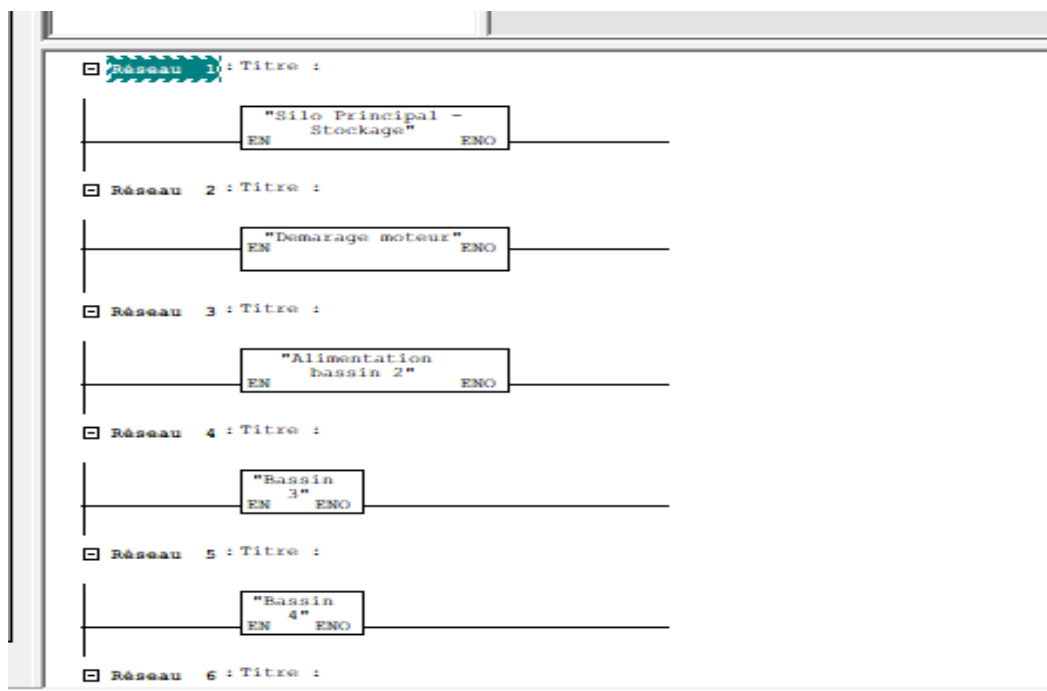 Réseau 1 : Titre :
"Silo Principal -
Stockage"
EN ENO
Réseau 2 : Titre :
"Demarage moteur"
EN ENO
Réseau 3 : Titre :
"Alimentation
bassin 2"
EN ENO
Réseau 4 : Titre :
"Bassin
3"
EN ENO
Réseau 5 : Titre :
"Bassin
4"
EN ENO
Réseau 6 : Titre :